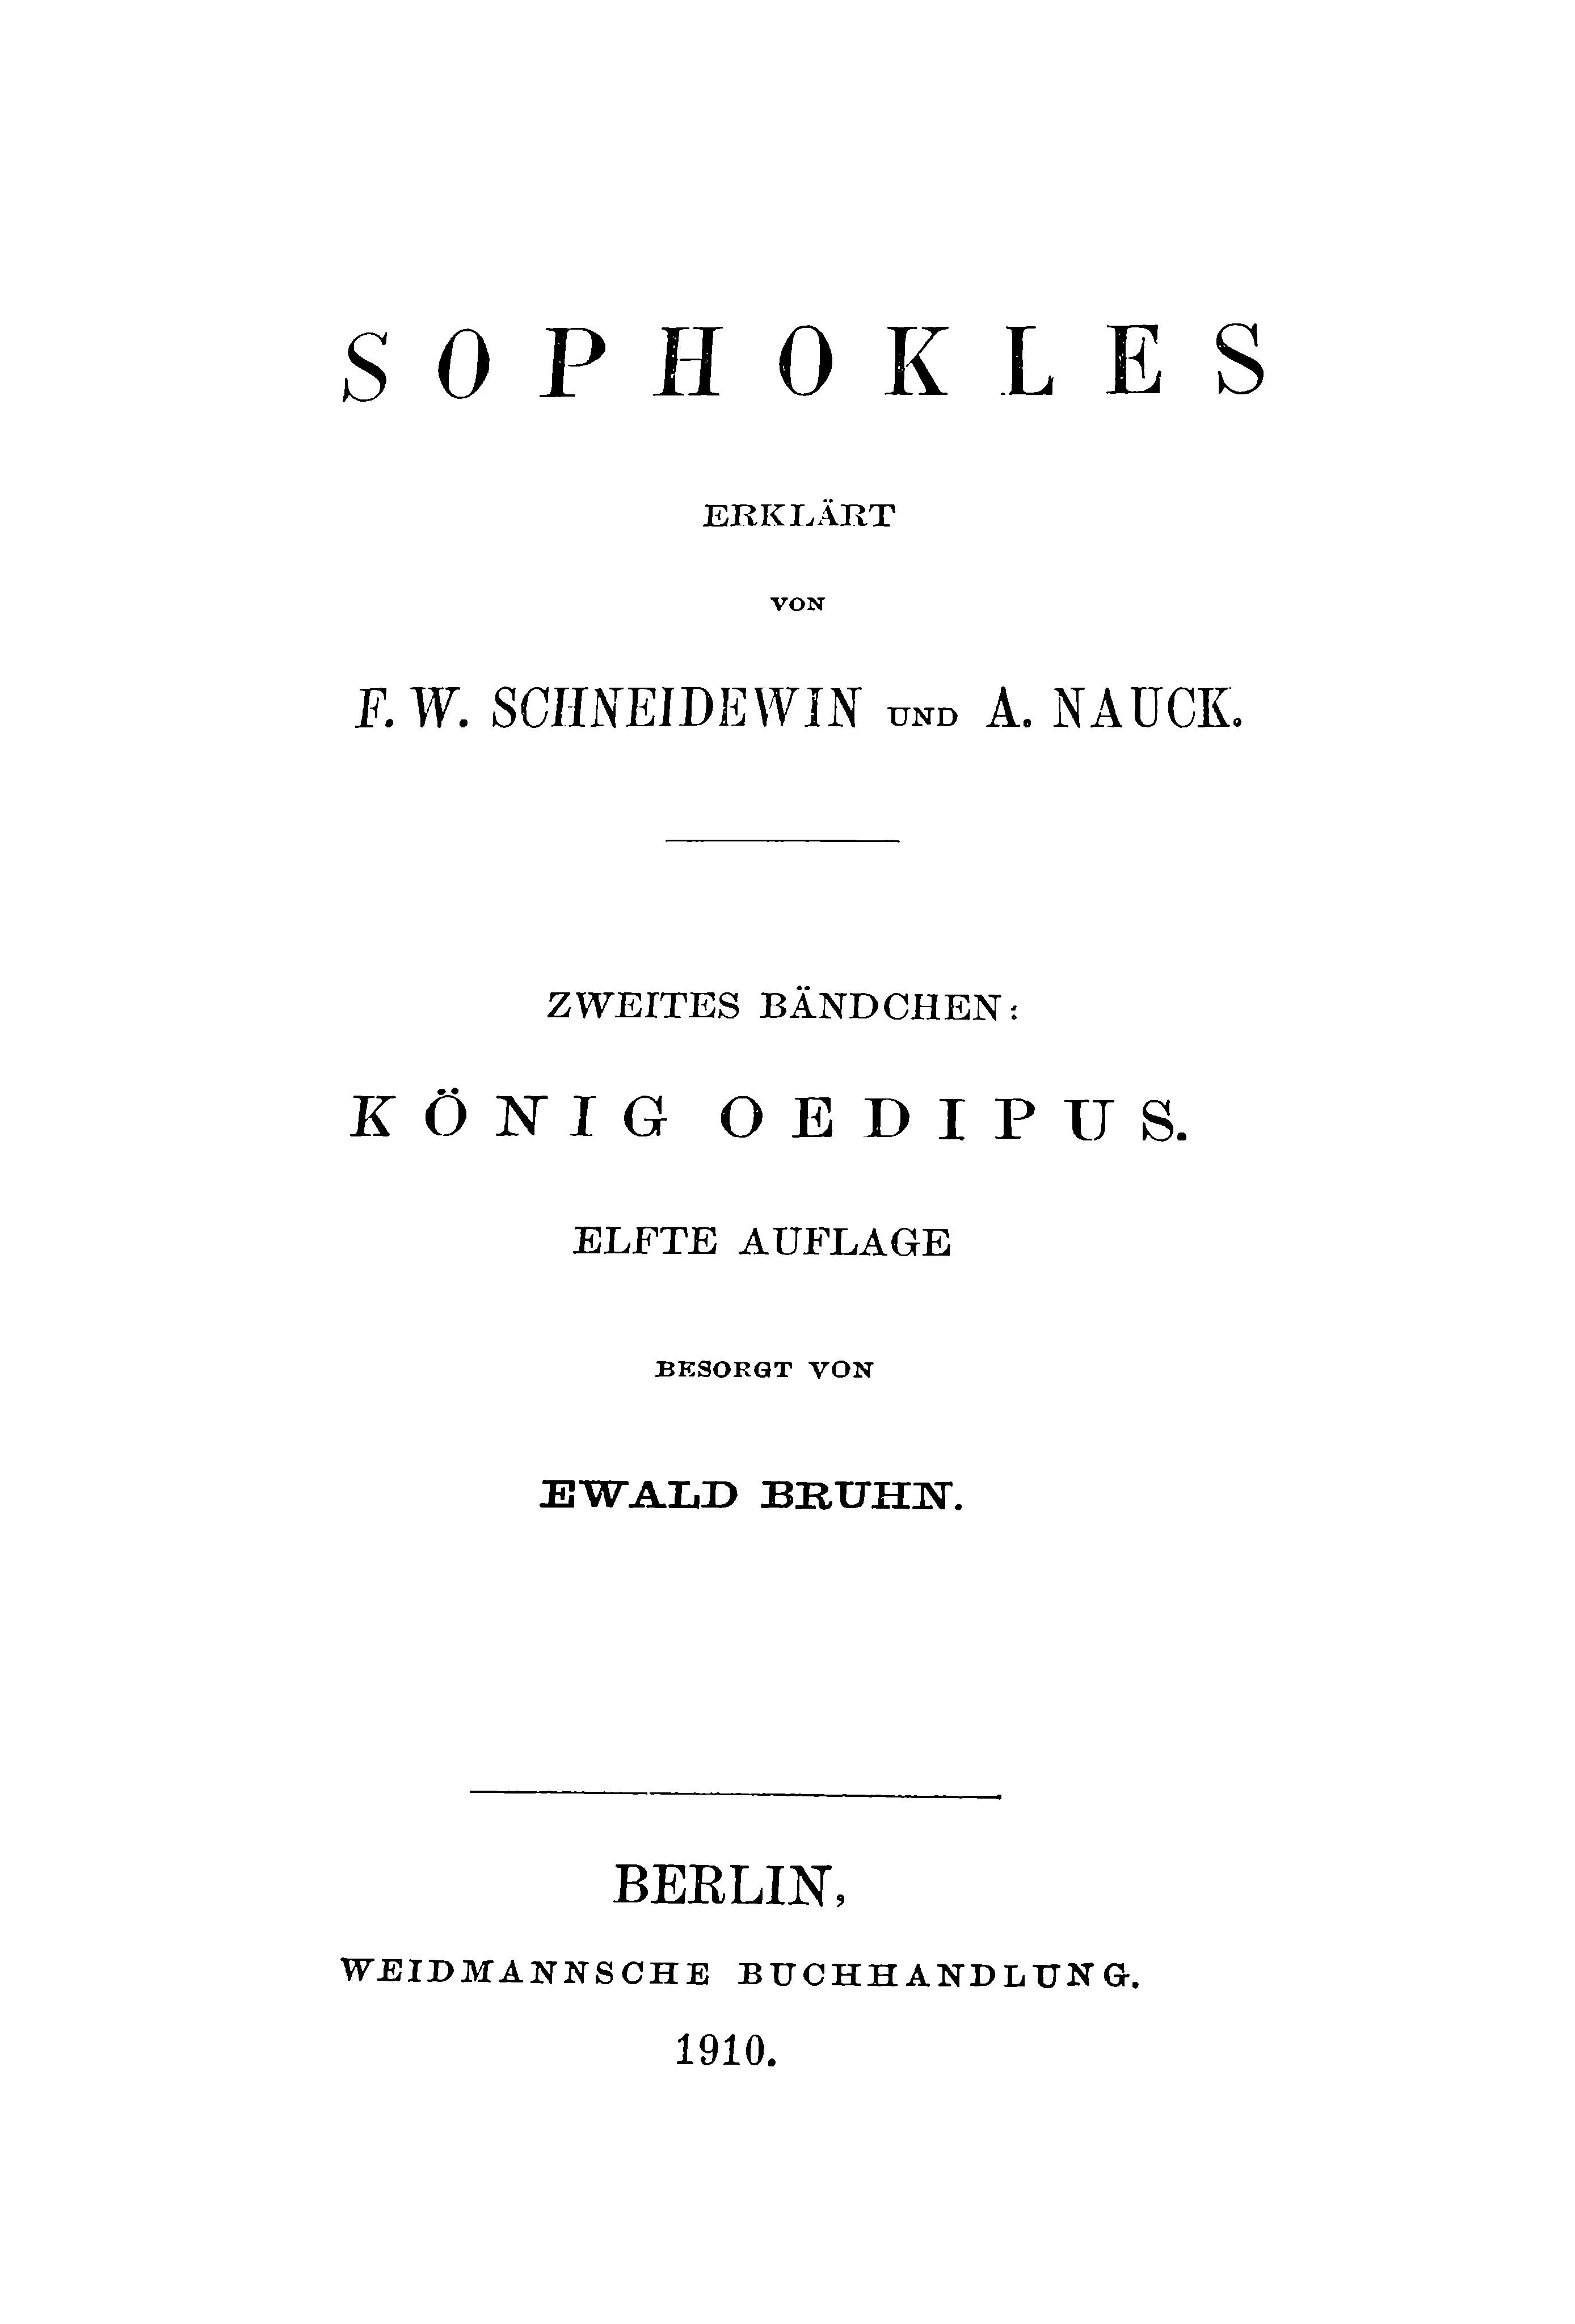 SOPHOKLES
ERKLÄRT
VON
F. W. SCHNEIDEWIN UND A. NAUCK.
ZWEITES BÄNDCHEN:
KÖNIG OEDIPUS.
ELFTE AUFLAGE
BESORGT VON
EWALD BRUHN.
BERLIN,
WEIDMANNSCHE BUCHHANDLUNG.
1910.